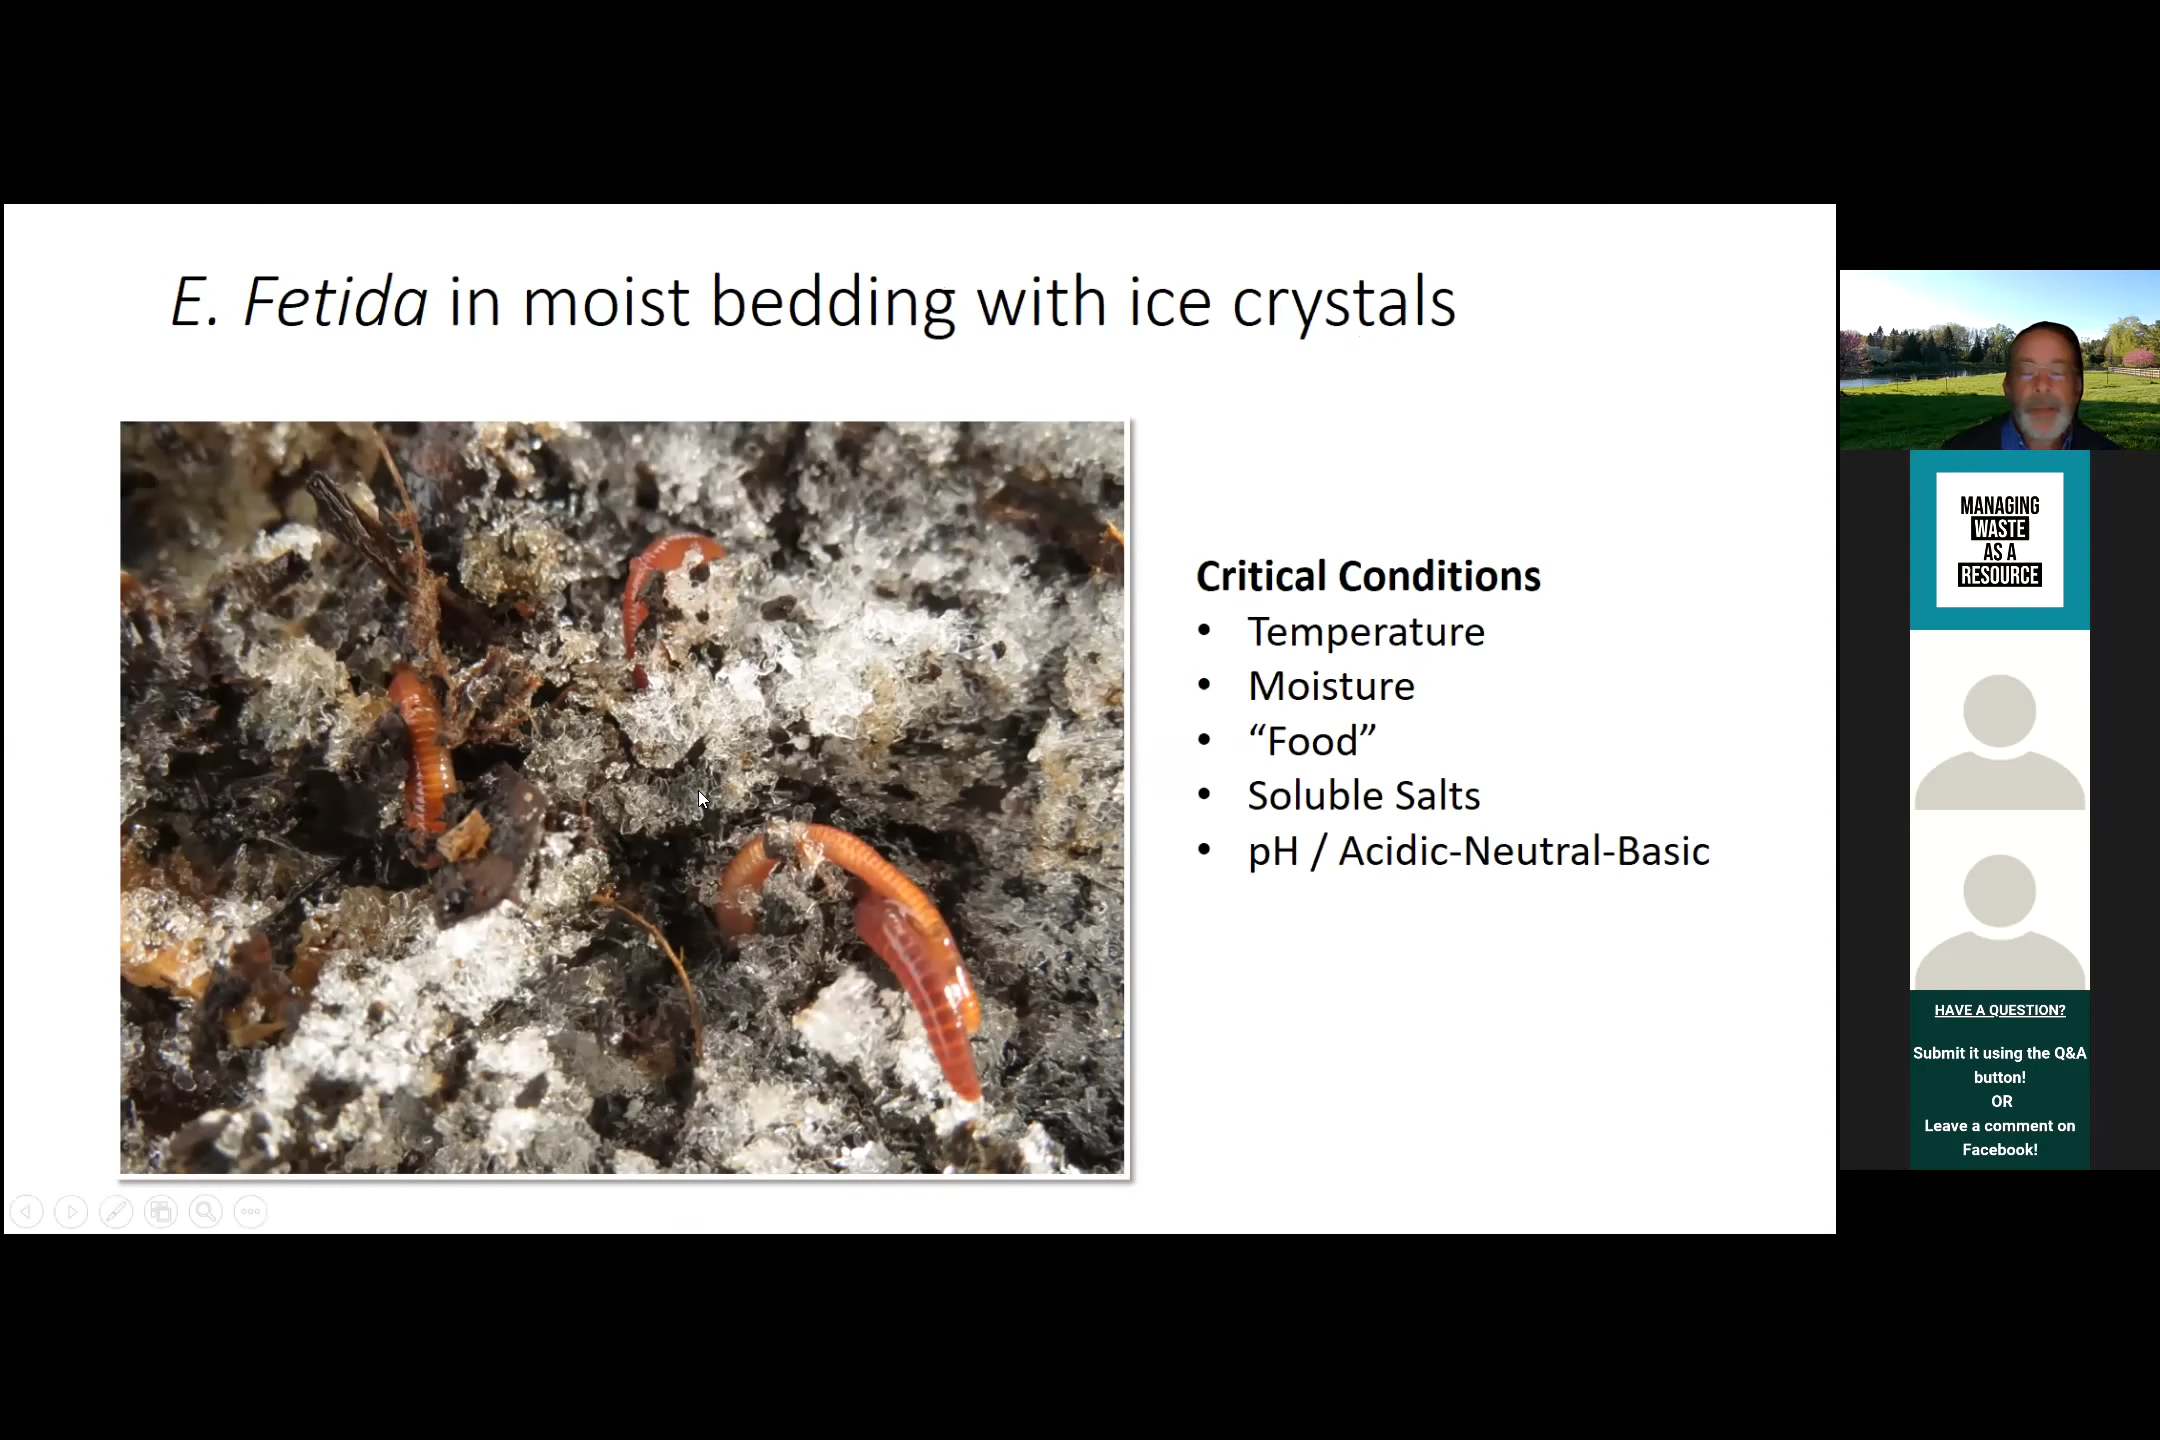 E. Fetida in moist bedding with ice crystals
Critical Conditions
• Temperature
• Moisture
• “Food”
• Soluble Salts
• pH / Acidic-Neutral-Basic
MANAGING
WASTE
AS A
RESOURCE
HAVE A QUESTION?
Submit it using the Q&A
button!
OR
Leave a comment on
Facebook!